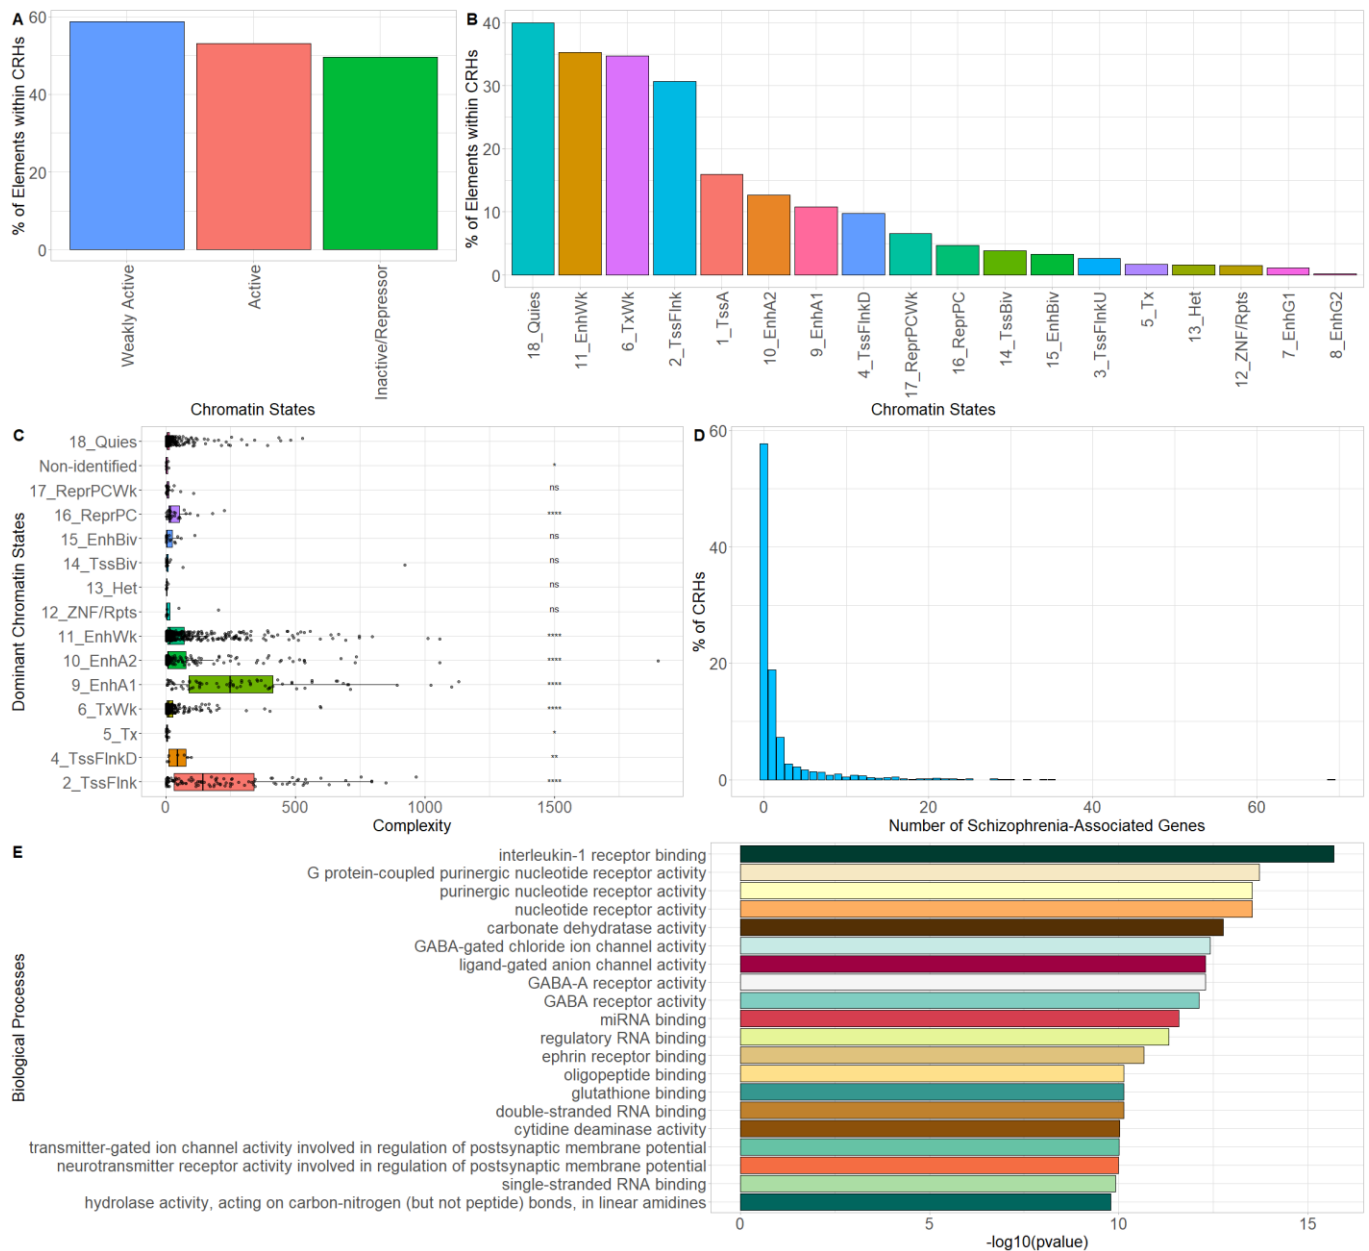 A
% of Elements within CRHs
60
40
20
0
Weakly Active
Active
Inactive/Repressor
Chromatin States
B
% of Elements within CRHs
40
30
20
10
0
18_Quies
11_EnhWk
6_TxWk
2_TssFlnk
1_TssA
10_EnhA2
9_EnhA1
4_TssFlnkD
17_ReprPCWk
16_ReprPC
14_TssBiv
15_EnhBiv
3_TssFlnkU
5_Tx
13_Het
12_ZNF/Rpts
7_EnhG1
8_EnhG2
Chromatin States
C
Dominant Chromatin States
18_Quies
Non-identified *
17_ReprPCWk ns
16_ReprPC ****
15_EnhBiv ns
14_TssBiv ns
13_Het ns
12_ZNF/Rpts ns
11_EnhWk ****
10_EnhA2 ****
9_EnhA1 ****
6_TxWk ****
5_Tx *
4_TssFlnkD **
2_TssFlnk ****
0 500 1000 1500
Complexity
D
% of CRHs
60
40
20
0
0 20 40 60
Number of Schizophrenia-Associated Genes
E
Biological Processes
interleukin-1 receptor binding
G protein-coupled purinergic nucleotide receptor activity
purinergic nucleotide receptor activity
nucleotide receptor activity
carbonate dehydratase activity
GABA-gated chloride ion channel activity
ligand-gated anion channel activity
GABA-A receptor activity
GABA receptor activity
miRNA binding
regulatory RNA binding
ephrin receptor binding
oligopeptide binding
glutathione binding
double-stranded RNA binding
cytidine deaminase activity
transmitter-gated ion channel activity involved in regulation of postsynaptic membrane potential
neurotransmitter receptor activity involved in regulation of postsynaptic membrane potential
single-stranded RNA binding
hydrolase activity, acting on carbon-nitrogen (but not peptide) bonds, in linear amidines
0 5 10 15
-log10(pvalue)